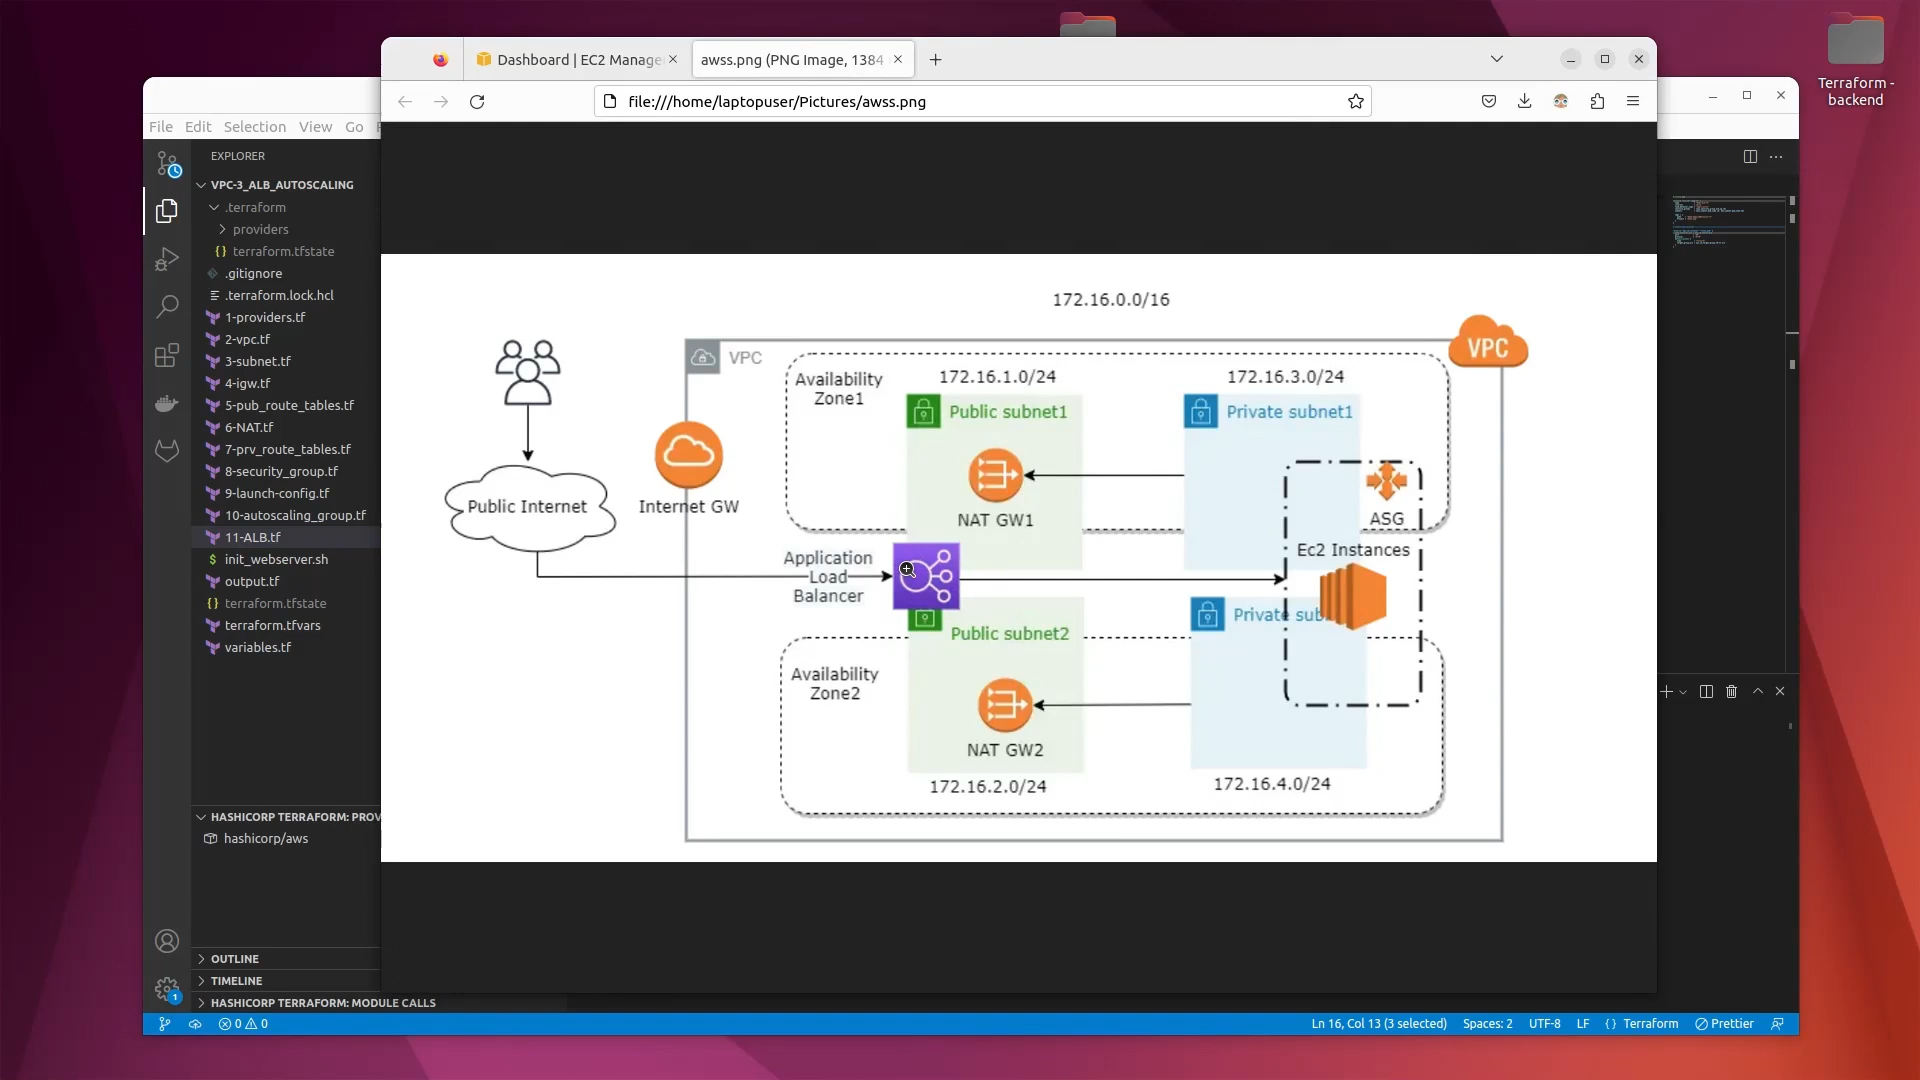 Terraform -
backend
Dashboard | EC2 Manage
awss.png (PNG Image, 1384
file:///home/laptopuser/Pictures/awss.png
File Edit Selection View Go
EXPLORER
VPC-3_ALB_AUTOSCALING
.terraform
providers
terraform.tfstate
.gitignore
.terraform.lock.hcl
1-providers.tf
2-vpc.tf
3-subnet.tf
4-igw.tf
5-pub_route_tables.tf
6-NAT.tf
7-prv_route_tables.tf
8-security_group.tf
9-launch-config.tf
10-autoscaling_group.tf
11-ALB.tf
init_webserver.sh
output.tf
terraform.tfstate
terraform.tfvars
variables.tf
HASHICORP TERRAFORM: PROV
hashicorp/aws
OUTLINE
TIMELINE
HASHICORP TERRAFORM: MODULE CALLS
172.16.0.0/16
VPC
VPC
Availability
Zone1
172.16.1.0/24
172.16.3.0/24
Public subnet1
Private subnet1
Public Internet
Internet GW
NAT GW1
ASG
Ec2 Instances
Application
Load
Balancer
Public subnet2
Private sub
Availability
Zone2
NAT GW2
172.16.2.0/24
172.16.4.0/24
1
0 0
Ln 16, Col 13 (3 selected)
Spaces: 2
UTF-8
LF
Terraform
Prettier